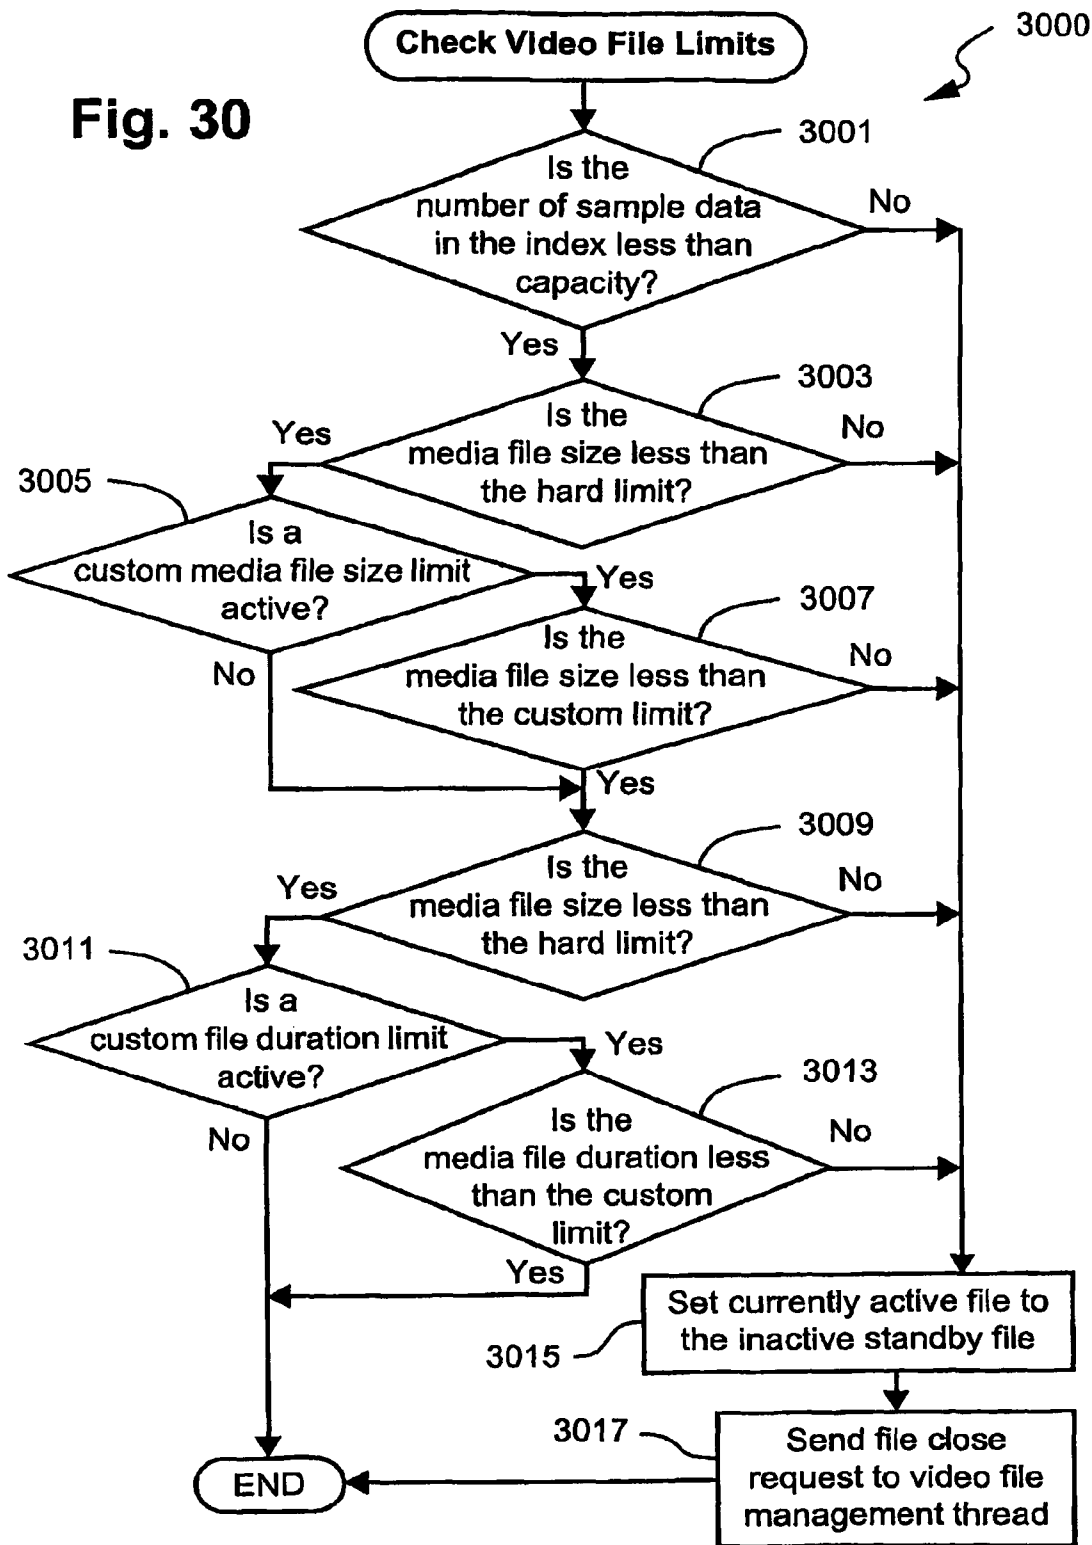 Check Video File Limits
3000
Fig. 30
3001
Is the
number of sample data
in the index less than
capacity?
No
Yes
3003
Is the
media file size less than
the hard limit?
No
Yes
3005
Is a
custom media file size limit
active?
Yes
No
3007
Is the
media file size less than
the custom limit?
No
Yes
3009
Is the
media file size less than
the hard limit?
No
Yes
3011
Is a
custom file duration limit
active?
Yes
No
3013
Is the
media file duration less
than the custom
limit?
No
Yes
Set currently active file to
the inactive standby file
3015
3017
Send file close
request to video file
management thread
END